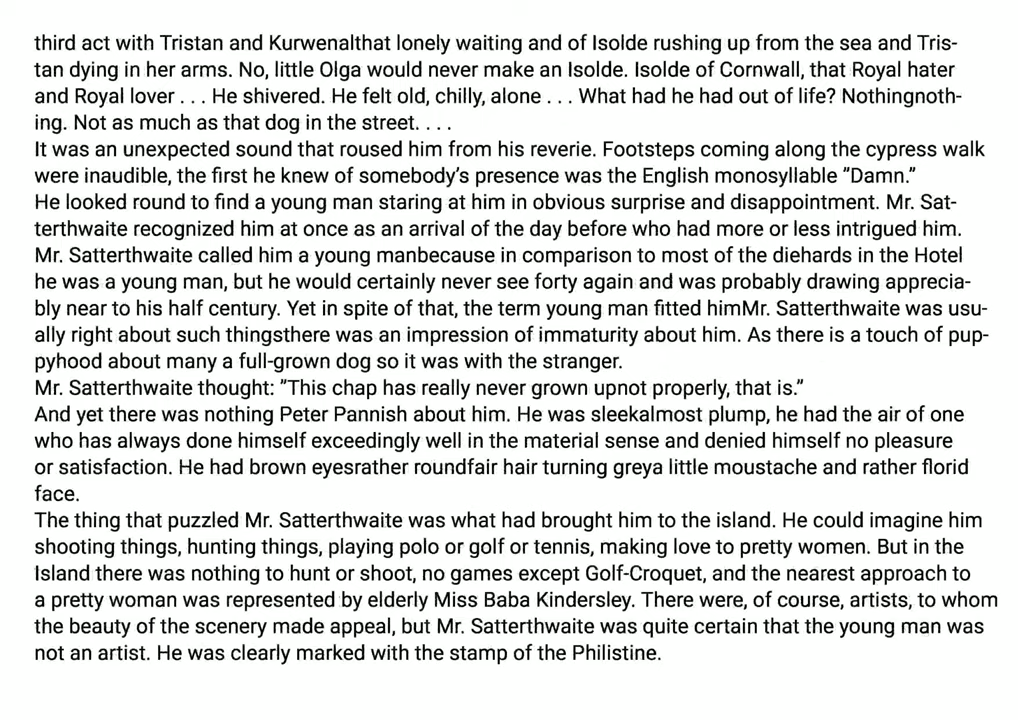 third act with Tristan and Kurwenalthat lonely waiting and of Isolde rushing up from the sea and Tris-
tan dying in her arms. No, little Olga would never make an Isolde. Isolde of Cornwall, that Royal hater
and Royal lover . . . He shivered. He felt old, chilly, alone . . . What had he had out of life? Nothingnoth-
ing. Not as much as that dog in the street. . . .
It was an unexpected sound that roused him from his reverie. Footsteps coming along the cypress walk
were inaudible, the first he knew of somebody's presence was the English monosyllable ”Damn.”
He looked round to find a young man staring at him in obvious surprise and disappointment. Mr. Sat-
terthwaite recognized him at once as an arrival of the day before who had more or less intrigued him.
Mr. Satterthwaite called him a young manbecause in comparison to most of the diehards in the Hotel
he was a young man, but he would certainly never see forty again and was probably drawing apprecia-
bly near to his half century. Yet in spite of that, the term young man fitted himMr. Satterthwaite was usu-
ally right about such thingsthere was an impression of immaturity about him. As there is a touch of pup-
pyhood about many a full-grown dog so it was with the stranger.
Mr. Satterthwaite thought: ”This chap has really never grown upnot properly, that is.”
And yet there was nothing Peter Pannish about him. He was sleekalmost plump, he had the air of one
who has always done himself exceedingly well in the material sense and denied himself no pleasure
or satisfaction. He had brown eyesrather roundfair hair turning greya little moustache and rather florid
face.
The thing that puzzled Mr. Satterthwaite was what had brought him to the island. He could imagine him
shooting things, hunting things, playing polo or golf or tennis, making love to pretty women. But in the
Island there was nothing to hunt or shoot, no games except Golf-Croquet, and the nearest approach to
a pretty woman was represented by elderly Miss Baba Kindersley. There were, of course, artists, to whom
the beauty of the scenery made appeal, but Mr. Satterthwaite was quite certain that the young man was
not an artist. He was clearly marked with the stamp of the Philistine.